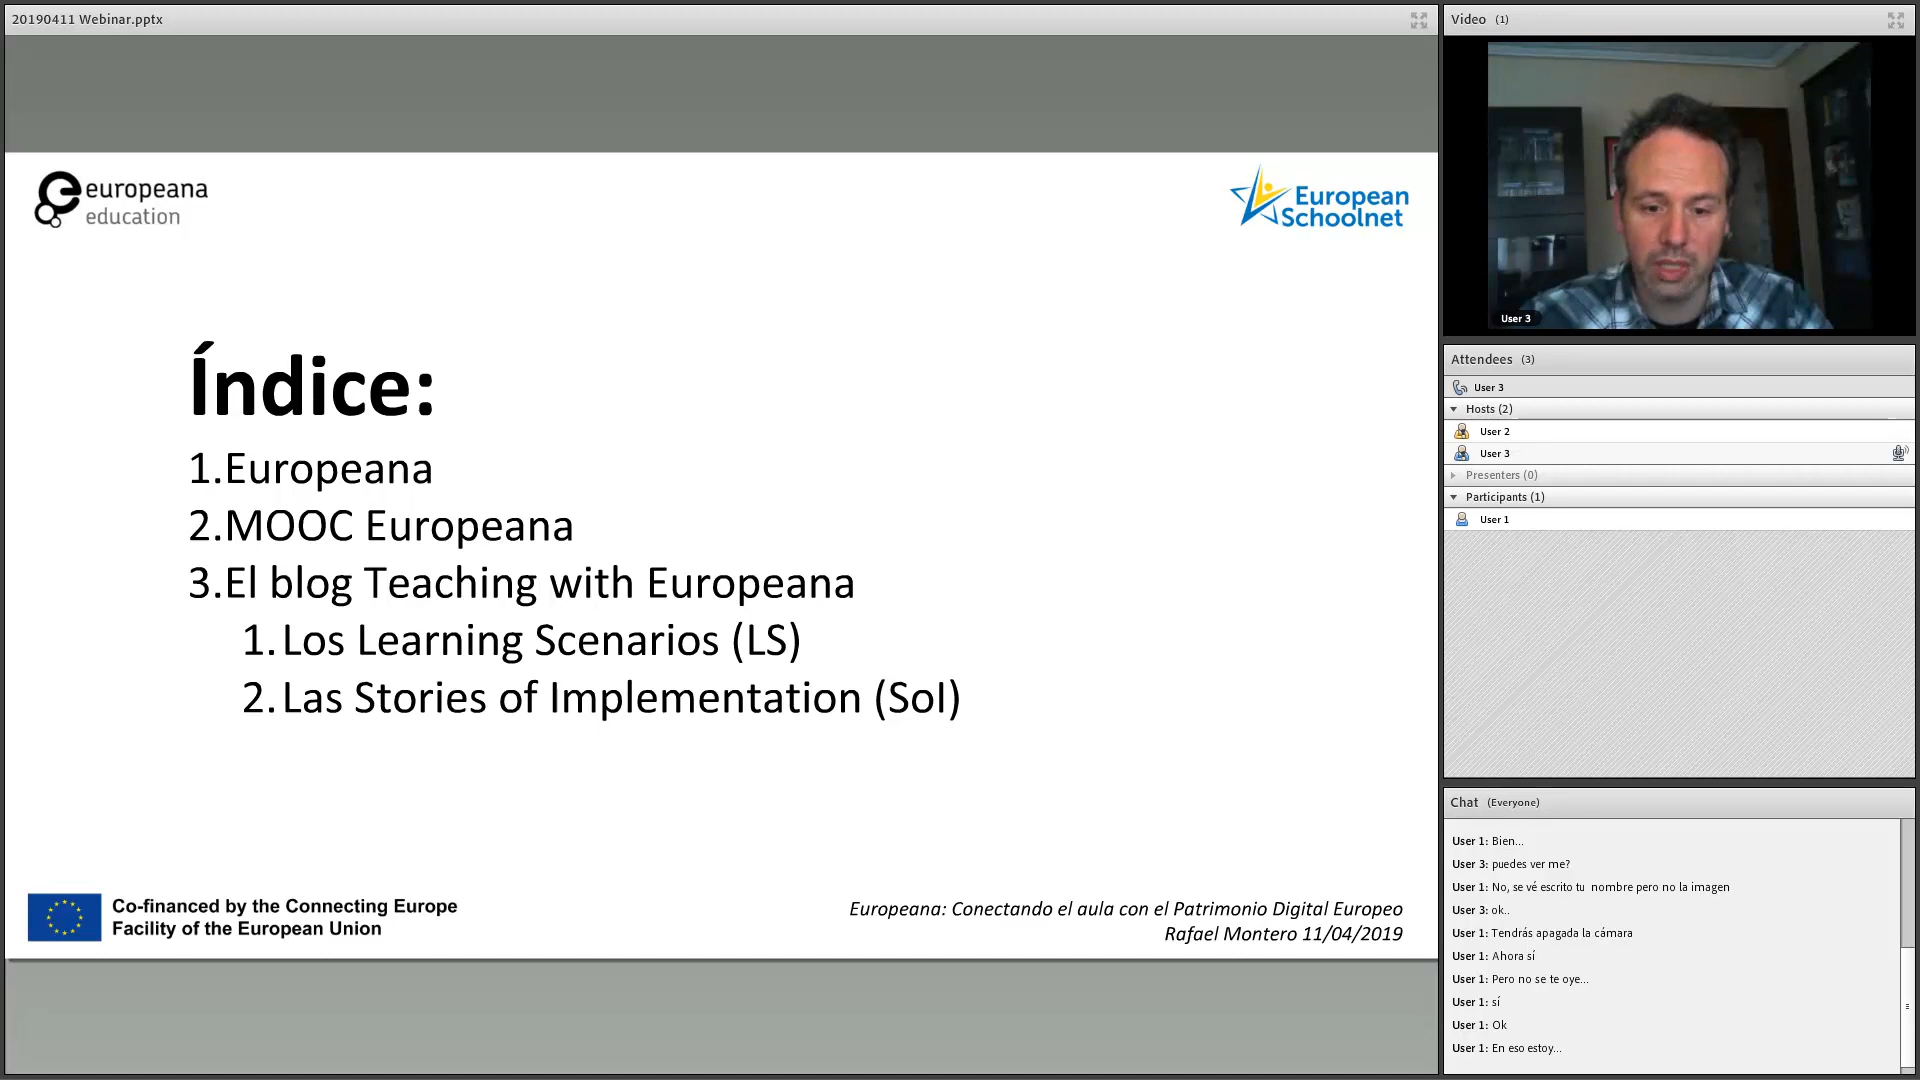 20190411 Webinar.pptx
europeana
education
European
Schoolnet
Índice:
1.Europeana
2.MOOC Europeana
3.El blog Teaching with Europeana
1.Los Learning Scenarios (LS)
2.Las Stories of Implementation (SoI)
Co-financed by the Connecting Europe
Facility of the European Union
Europeana: Conectando el aula con el Patrimonio Digital Europeo
Rafael Montero 11/04/2019
Video (1)
User 3
Attendees (3)
User 3
Hosts (2)
User 2
User 3
Presenters (0)
Participants (1)
User 1
Chat (Everyone)
User 1: Bien...
User 3: puedes ver me?
User 1: No, se vé escrito tu nombre pero no la imagen
User 3: ok..
User 1: Tendrás apagada la cámara
User 1: Ahora sí
User 1: Pero no se te oye...
User 1: sí
User 1: Ok
User 1: En eso estoy...